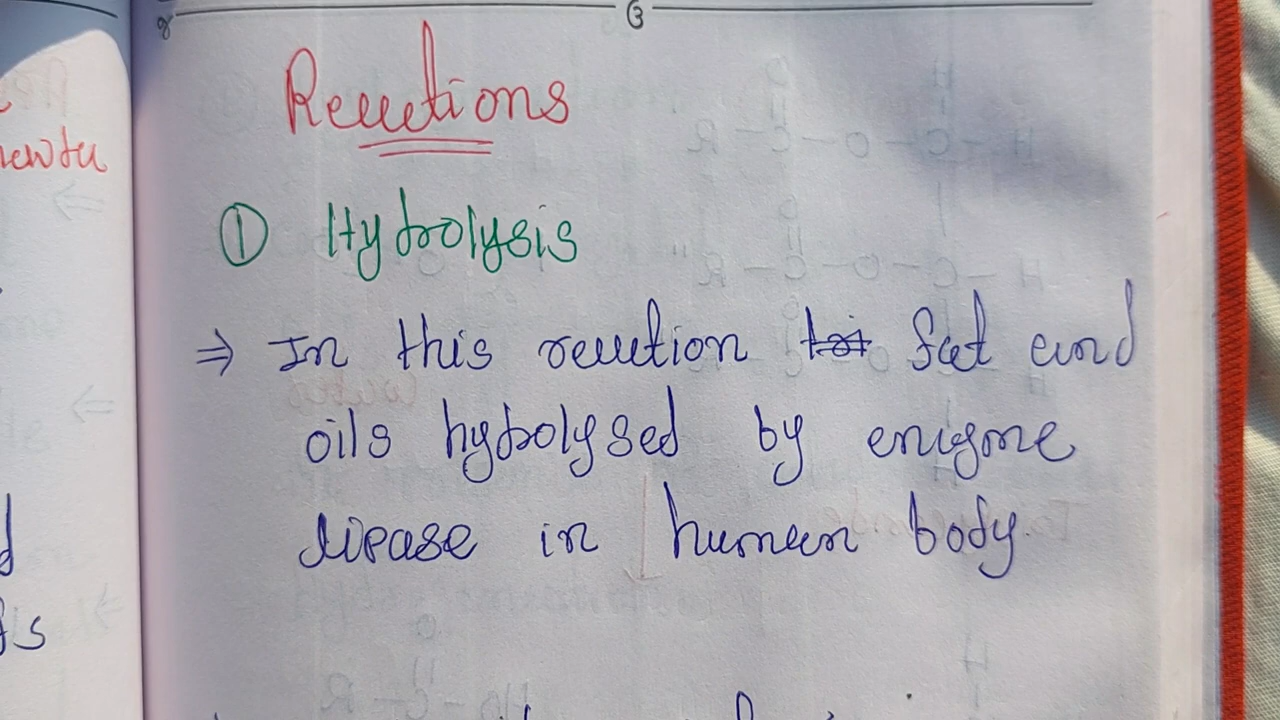 Reactions
① Hydrolysis
⇒ In this reaction fat and
oils hydrolysed by enzyme
lipase in human body.